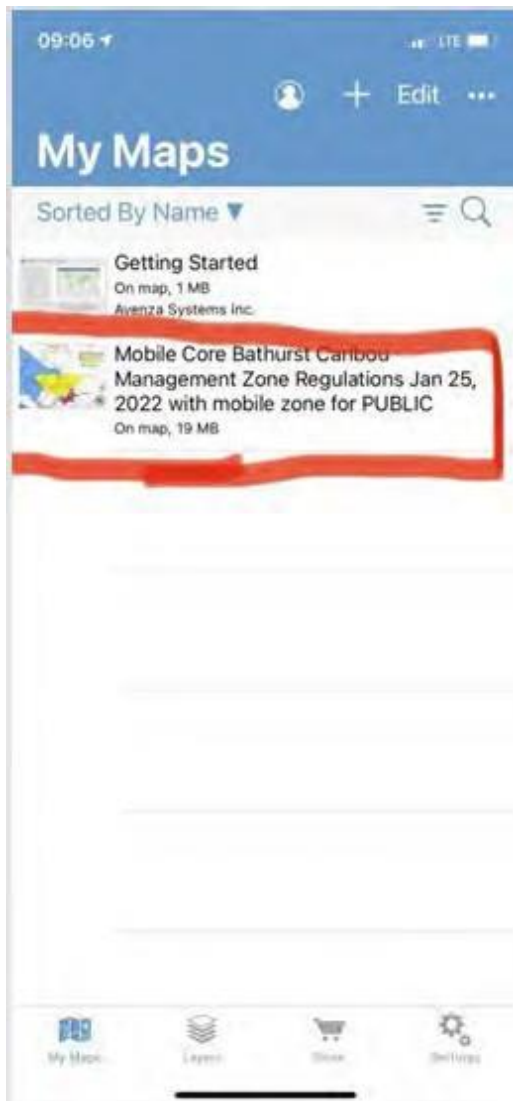 09:06
LTE
Edit
My Maps
Sorted By Name ▼
Getting Started
On map, 1 MB
Avenza Systems Inc.
Mobile Core Bathurst Caribou
Management Zone Regulations Jan 25,
2022 with mobile zone for PUBLIC
On map, 19 MB
My Maps
Layers
Store
Settings